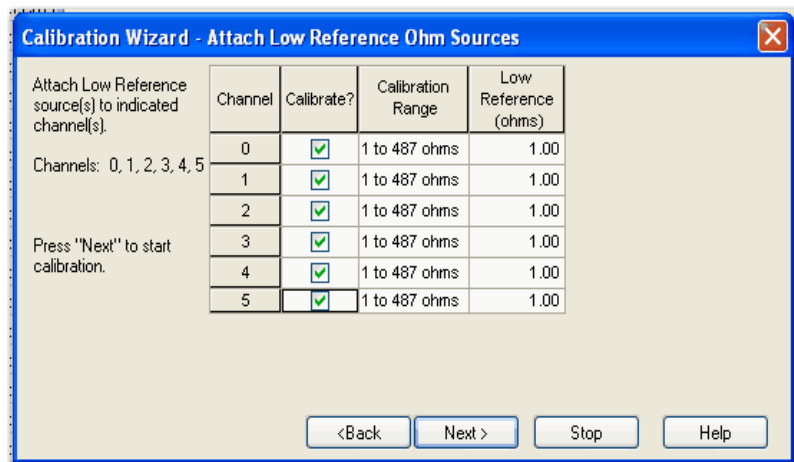 Calibration Wizard - Attach Low Reference Ohm Sources
Attach Low Reference
source(s) to indicated
channel(s).
Channels: 0, 1, 2, 3, 4, 5
Press "Next" to start
calibration.
Channel Calibrate? Calibration Range Low Reference (ohms)
0 1 to 487 ohms 1.00
1 1 to 487 ohms 1.00
2 1 to 487 ohms 1.00
3 1 to 487 ohms 1.00
4 1 to 487 ohms 1.00
5 1 to 487 ohms 1.00
<Back Next > Stop Help